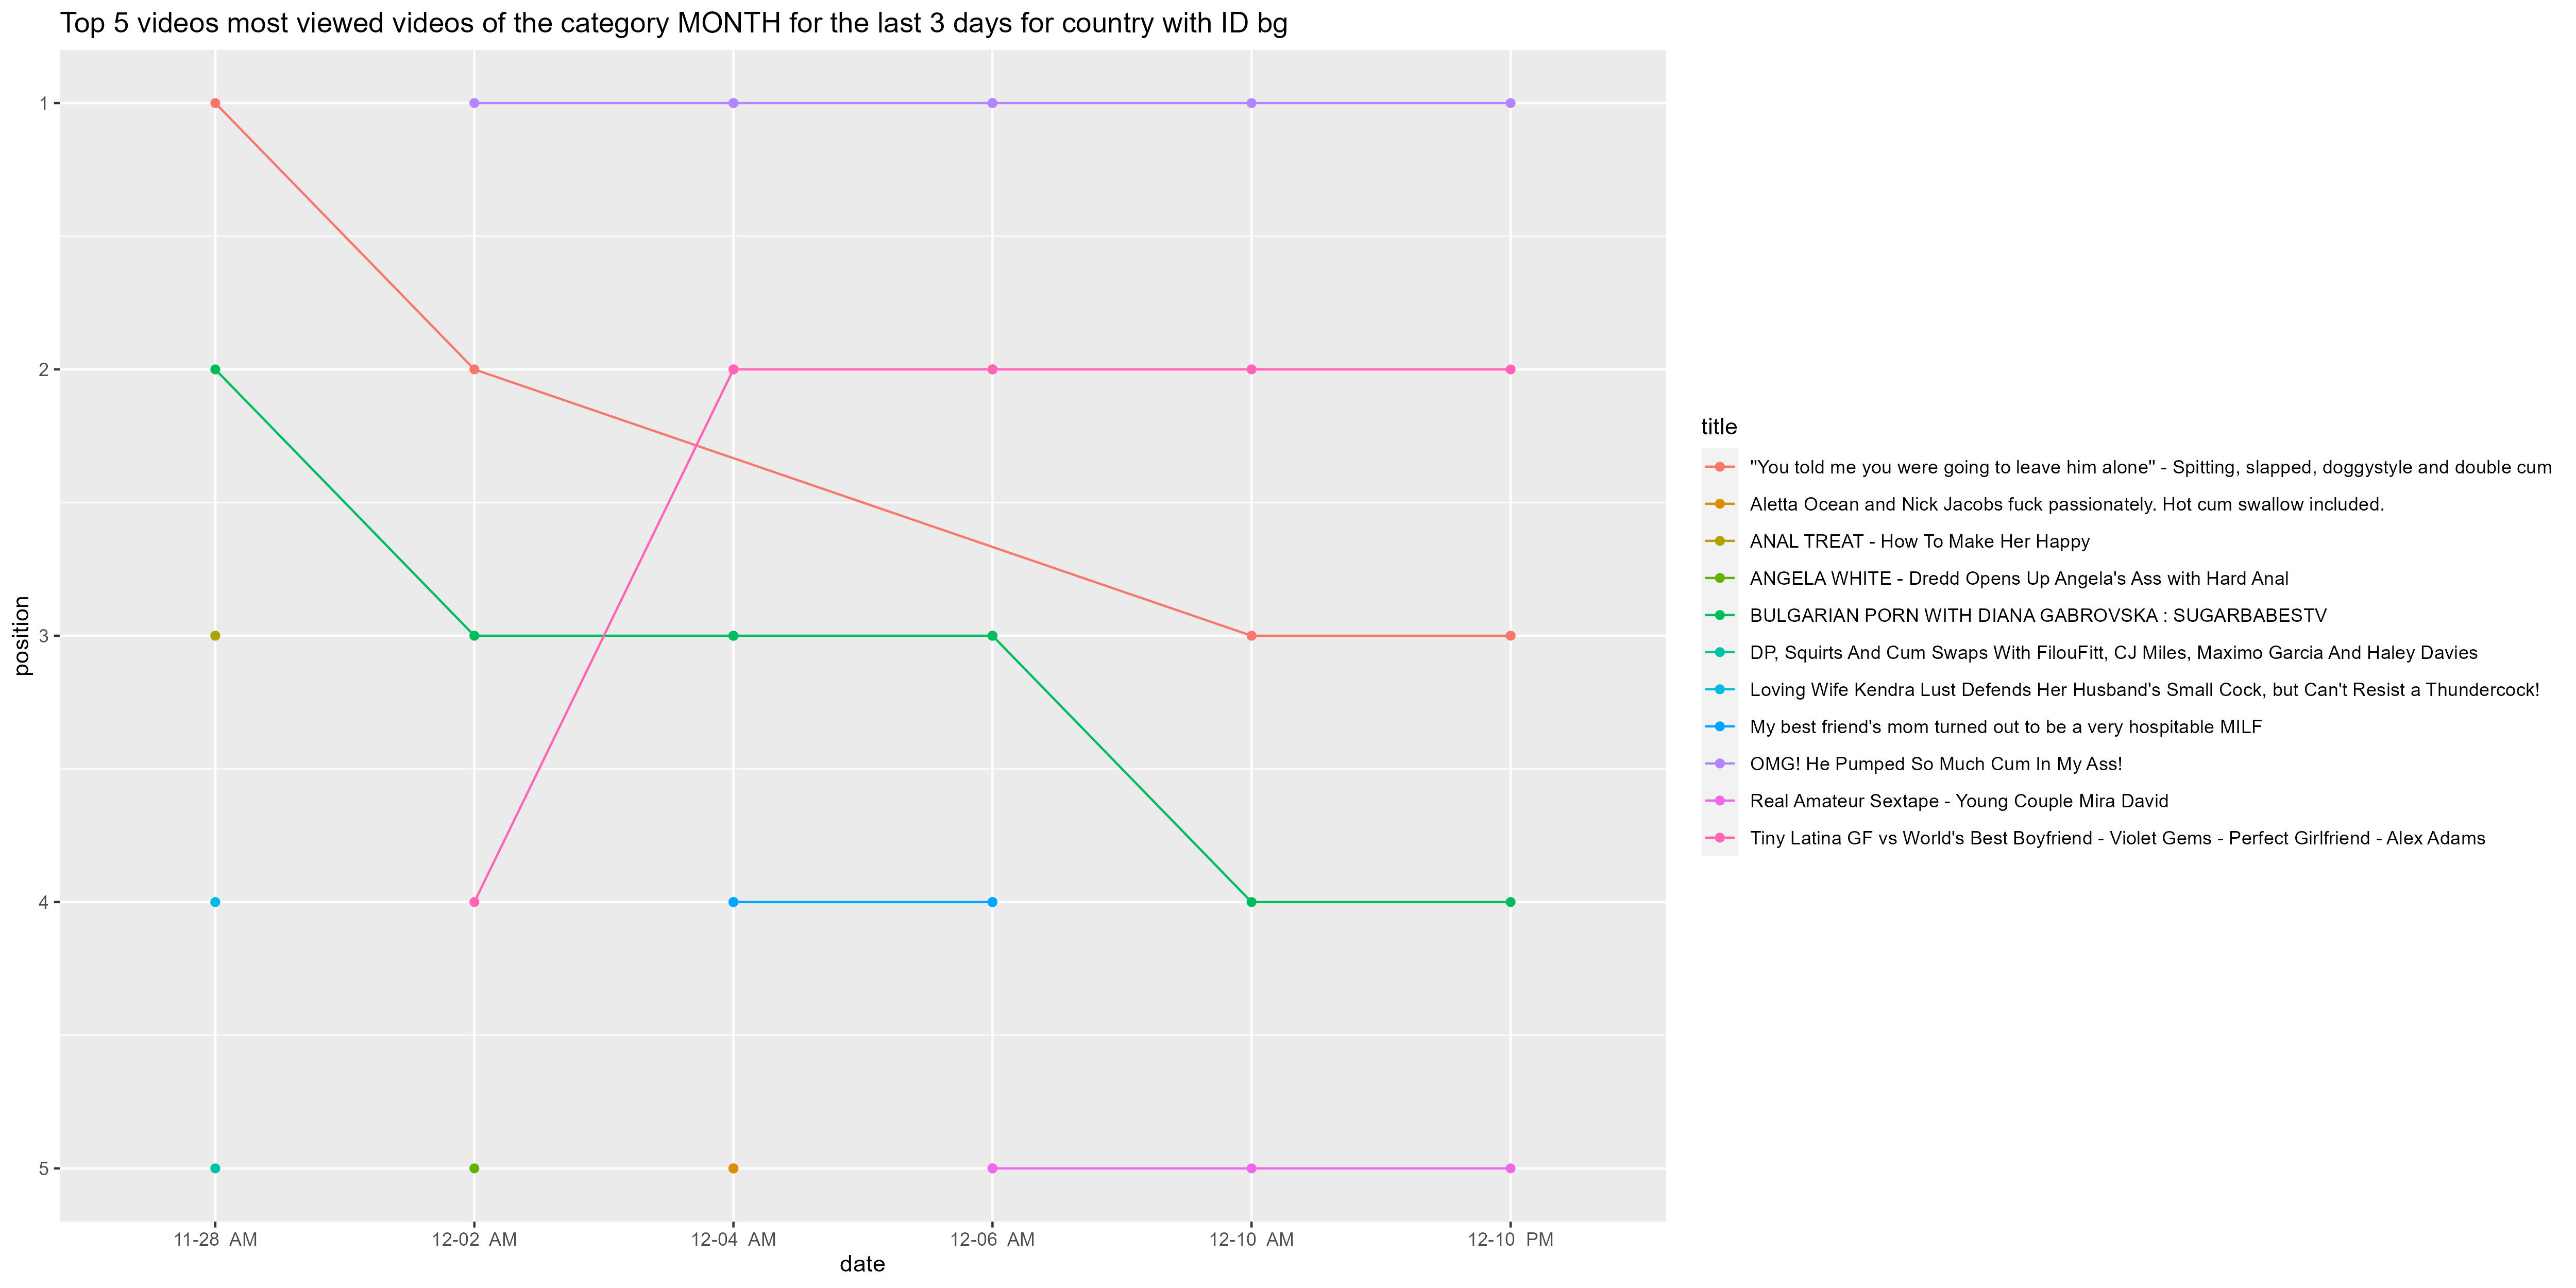 Top 5 videos most viewed videos of the category MONTH for the last 3 days for country with ID bg
1
2
3
4
5
position
11-28 AM
12-02 AM
12-04 AM
12-06 AM
12-10 AM
12-10 PM
date
title
"You told me you were going to leave him alone" - Spitting, slapped, doggystyle and double cum
Aletta Ocean and Nick Jacobs fuck passionately. Hot cum swallow included.
ANAL TREAT - How To Make Her Happy
ANGELA WHITE - Dredd Opens Up Angela's Ass with Hard Anal
BULGARIAN PORN WITH DIANA GABROVSKA : SUGARBABESTV
DP, Squirts And Cum Swaps With FilouFitt, CJ Miles, Maximo Garcia And Haley Davies
Loving Wife Kendra Lust Defends Her Husband's Small Cock, but Can't Resist a Thundercock!
My best friend's mom turned out to be a very hospitable MILF
OMG! He Pumped So Much Cum In My Ass!
Real Amateur Sextape - Young Couple Mira David
Tiny Latina GF vs World's Best Boyfriend - Violet Gems - Perfect Girlfriend - Alex Adams